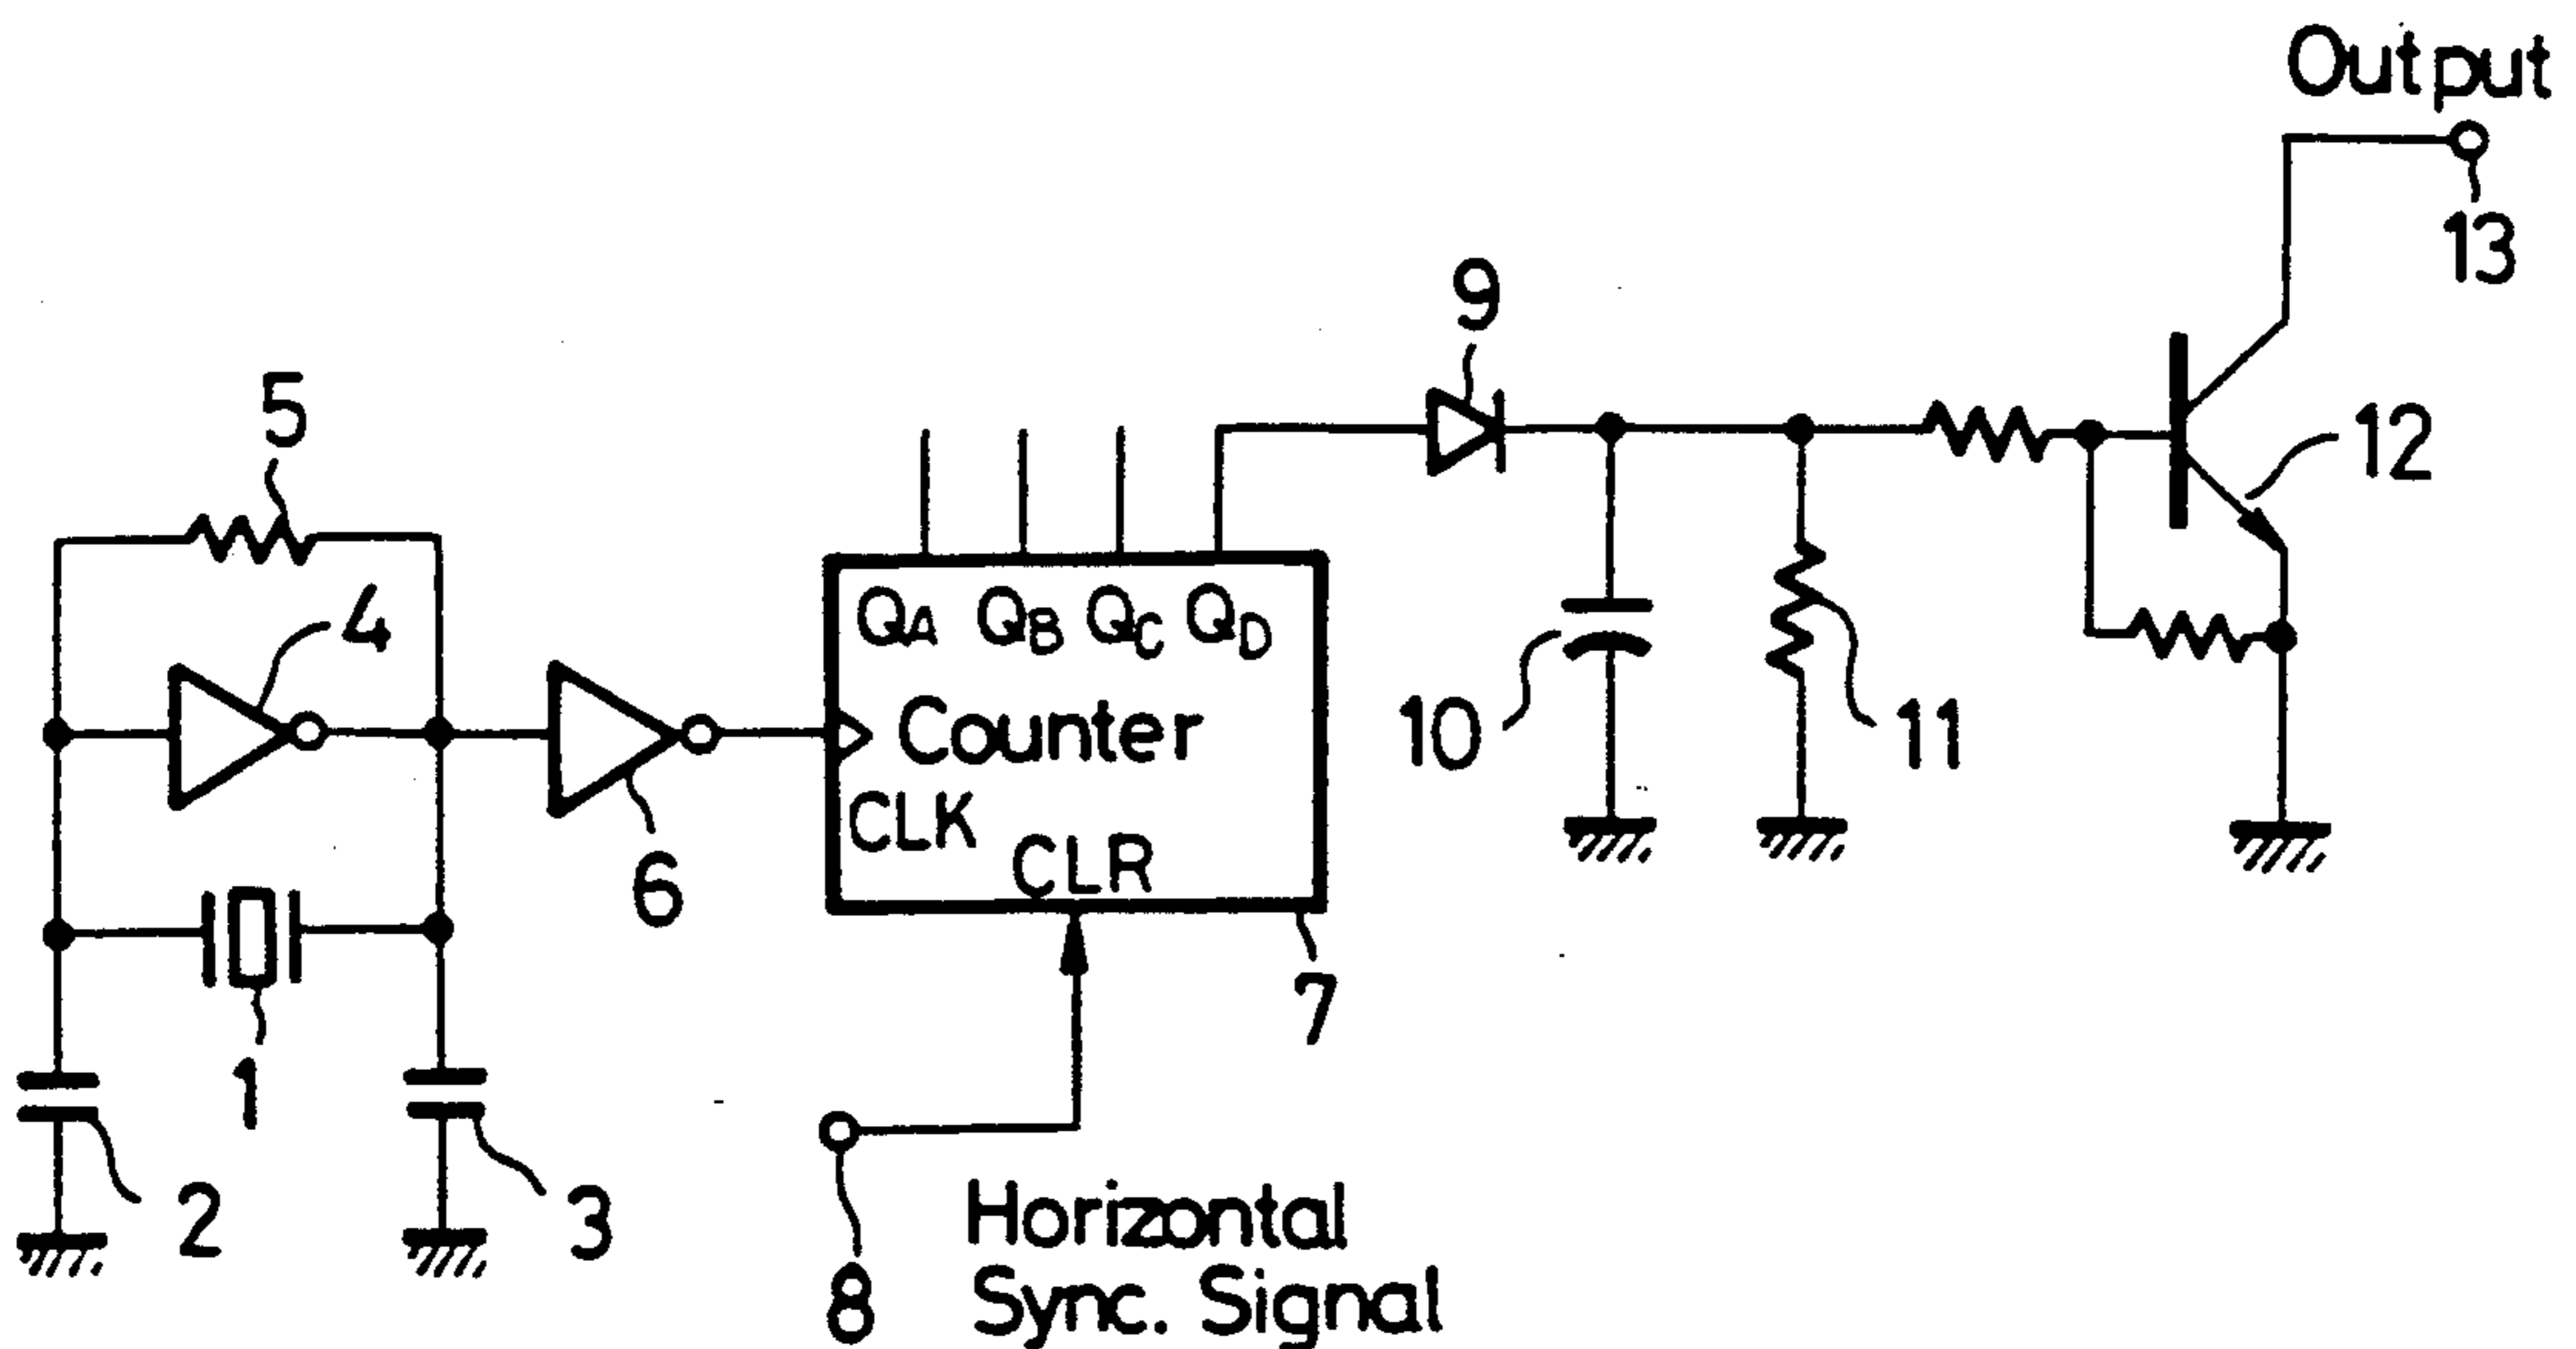 Output
13
9
12
5
4
QA QB QC QD
Counter
10
11
CLK
CLR
6
7
1
2
3
8
Horizontal
Sync. Signal